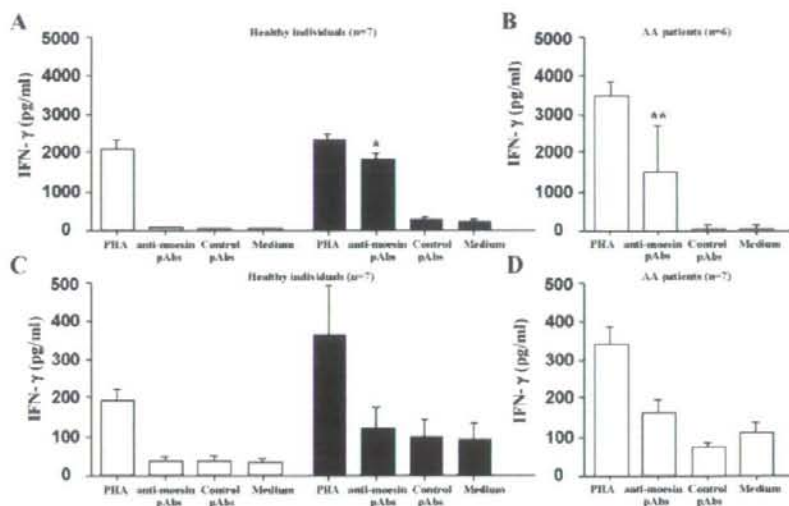 A
Healthy individuals (n=7)
IFN- γ (pg/ml)
5000
4000
3000
2000
1000
0
*
PHA
anti-moesin pAbs
Control pAbs
Medium
PHA
anti-moesin pAbs
Control pAbs
Medium
B
AA patients (n=6)
IFN- γ (pg/ml)
5000
4000
3000
2000
1000
0
**
PHA
anti-moesin pAbs
Control pAbs
Medium
C
Healthy individuals (n=7)
IFN- γ (pg/ml)
500
400
300
200
100
0
PHA
anti-moesin pAbs
Control pAbs
Medium
PHA
anti-moesin pAbs
Control pAbs
Medium
D
AA patients (n=7)
IFN- γ (pg/ml)
500
400
300
200
100
0
PHA
anti-moesin pAbs
Control pAbs
Medium